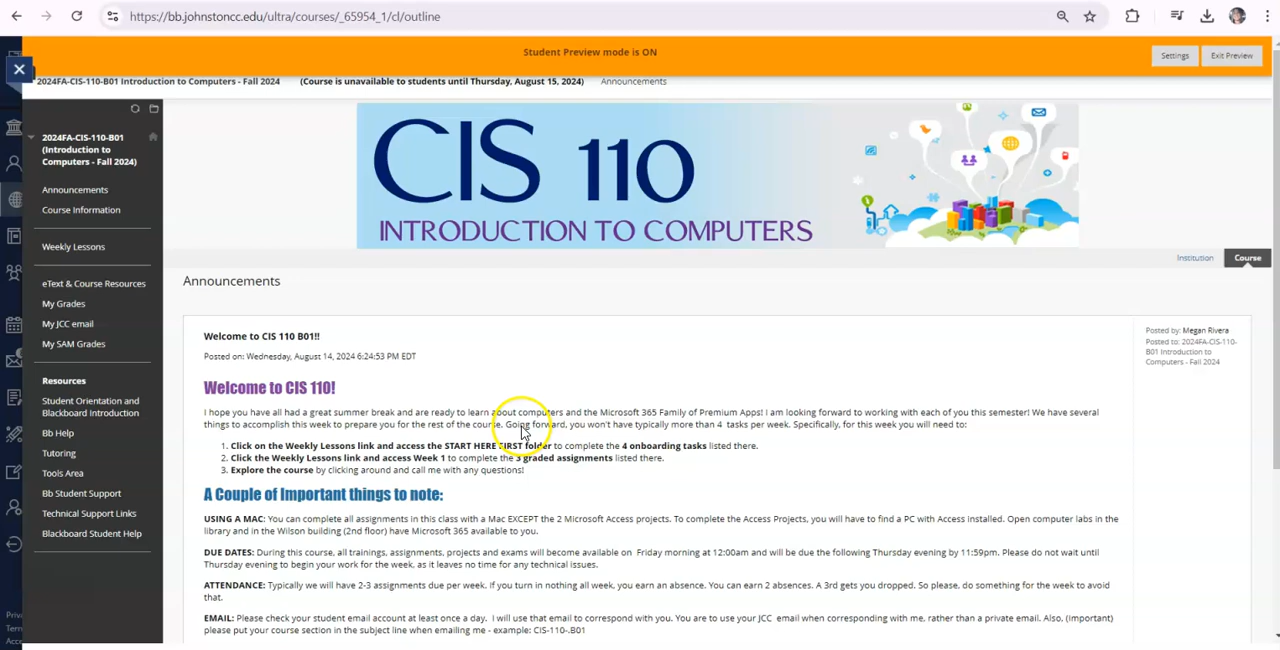 https://bb.johnstoncc.edu/ultra/courses/_65954_1/cl/outline
Student Preview mode is ON
Settings
Exit Preview
2024FA-CIS-110-B01 Introduction to Computers - Fall 2024
(Course is unavailable to students until Thursday, August 15, 2024)
Announcements
2024FA-CIS-110-B01
(Introduction to
Computers - Fall 2024)
Announcements
Course Information
Weekly Lessons
eText & Course Resources
My Grades
My JCC email
My SAM Grades
Resources
Student Orientation and
Blackboard Introduction
Bb Help
Tutoring
Tools Area
Bb Student Support
Technical Support Links
Blackboard Student Help
CIS 110
INTRODUCTION TO COMPUTERS
Institution
Course
Announcements
Welcome to CIS 110 B01!!
Posted on: Wednesday, August 14, 2024 6:24:53 PM EDT
Posted by: Megan Rivera
Posted to: 2024FA-CIS-110-
B01 Introduction to
Computers - Fall 2024
Welcome to CIS 110!
I hope you have all had a great summer break and are ready to learn about computers and the Microsoft 365 Family of Premium Apps! I am looking forward to working with each of you this semester! We have several
things to accomplish this week to prepare you for the rest of the course. Going forward, you won't have typically more than 4 tasks per week. Specifically, for this week you will need to:
1. Click on the Weekly Lessons link and access the START HERE FIRST folder to complete the 4 onboarding tasks listed there.
2. Click the Weekly Lessons link and access Week 1 to complete the 3 graded assignments listed there.
3. Explore the course by clicking around and call me with any questions!
A Couple of Important things to note:
USING A MAC: You can complete all assignments in this class with a Mac EXCEPT the 2 Microsoft Access projects. To complete the Access Projects, you will have to find a PC with Access installed. Open computer labs in the
library and in the Wilson building (2nd floor) have Microsoft 365 available to you.
DUE DATES: During this course, all trainings, assignments, projects and exams will become available on Friday morning at 12:00am and will be due the following Thursday evening by 11:59pm. Please do not wait until
Thursday evening to begin your work for the week, as it leaves no time for any technical issues.
ATTENDANCE: Typically we will have 2-3 assignments due per week. If you turn in nothing all week, you earn an absence. You can earn 2 absences. A 3rd gets you dropped. So please, do something for the week to avoid
that.
EMAIL: Please check your student email account at least once a day. I will use that email to correspond with you. You are to use your JCC email when corresponding with me, rather than a private email. Also, (Important)
please put your course section in the subject line when emailing me - example: CIS-110-.B01
Priv
Tern
Acce